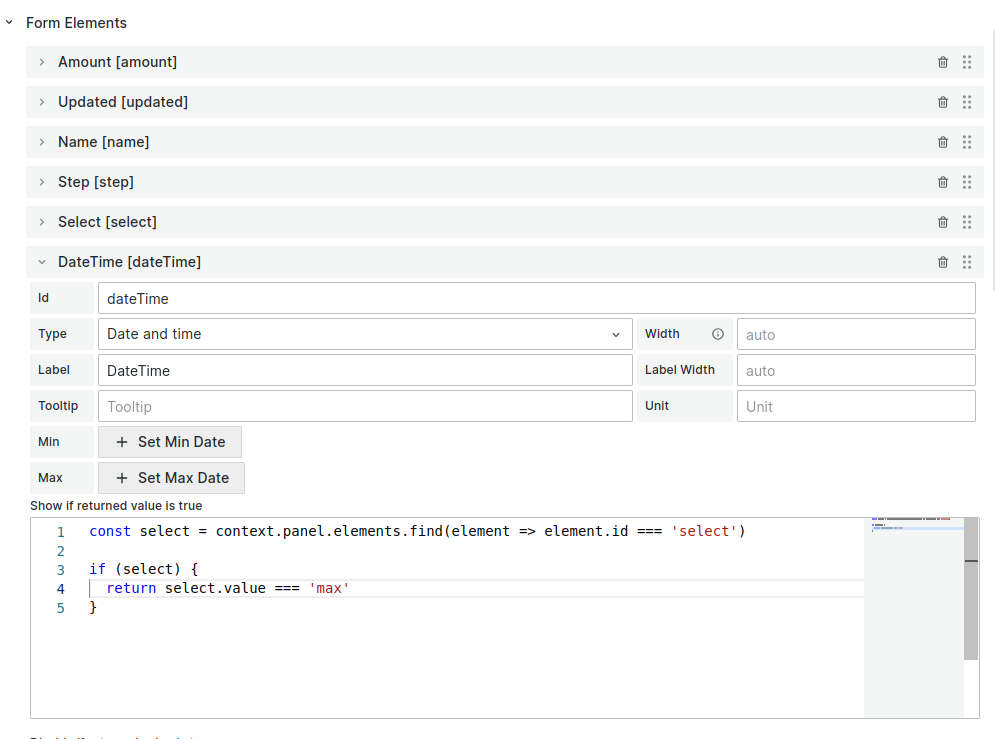 Form Elements
Amount [amount]
Updated [updated]
Name [name]
Step [step]
Select [select]
DateTime [dateTime]
Id dateTime
Type Date and time Width auto
Label DateTime Label Width auto
Tooltip Tooltip Unit Unit
Min + Set Min Date
Max + Set Max Date
Show if returned value is true
1 const select = context.panel.elements.find(element => element.id === 'select')
2
3 if (select) {
4 return select.value === 'max'
5 }